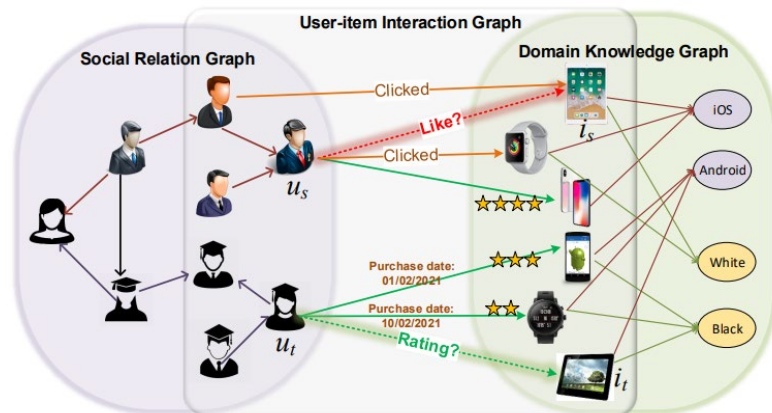 User-item Interaction Graph
Social Relation Graph
Domain Knowledge Graph
Clicked
Like?
i_s
iOS
Clicked
u_s
Android
Purchase date:
01/02/2021
White
Purchase date:
10/02/2021
Black
u_t
Rating?
i_t